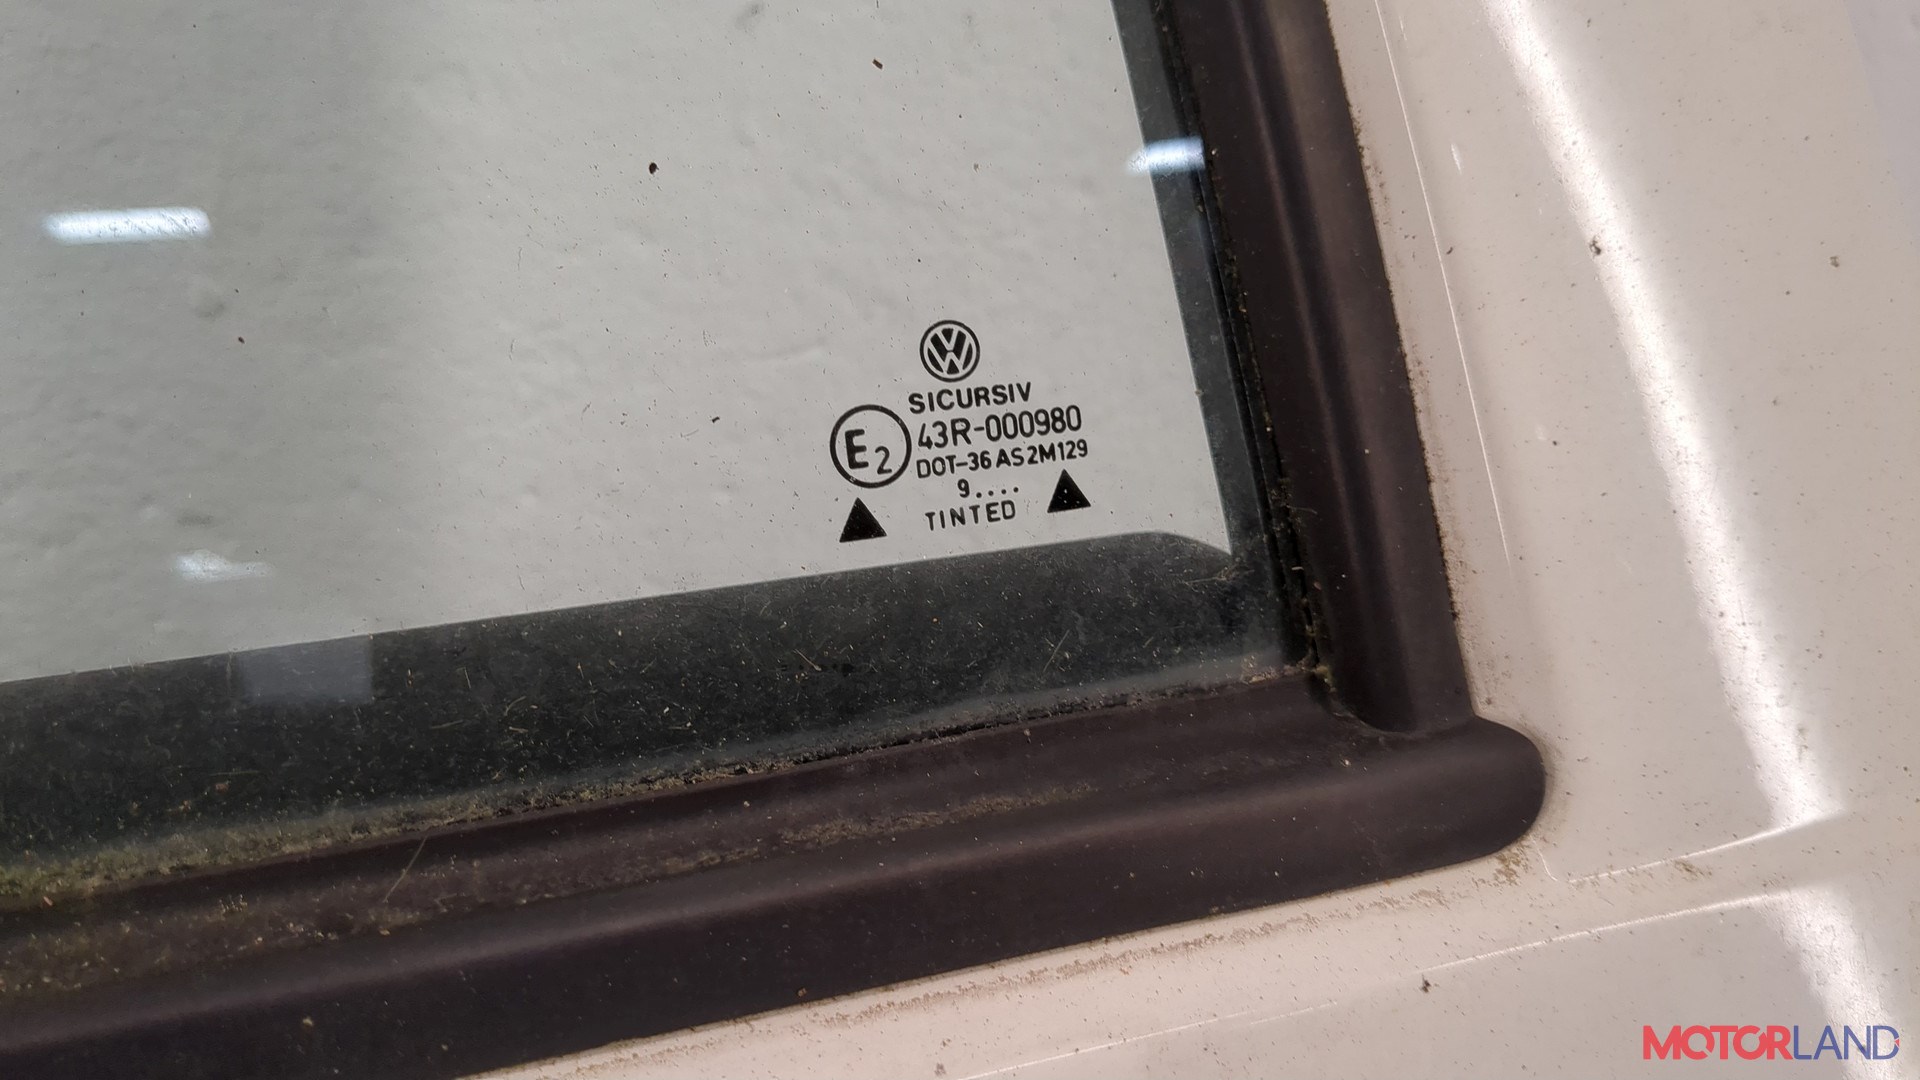 SICURSIV
E2
43R-000980
DOT-36 AS2M129
9....
TINTED
MOTORLAND